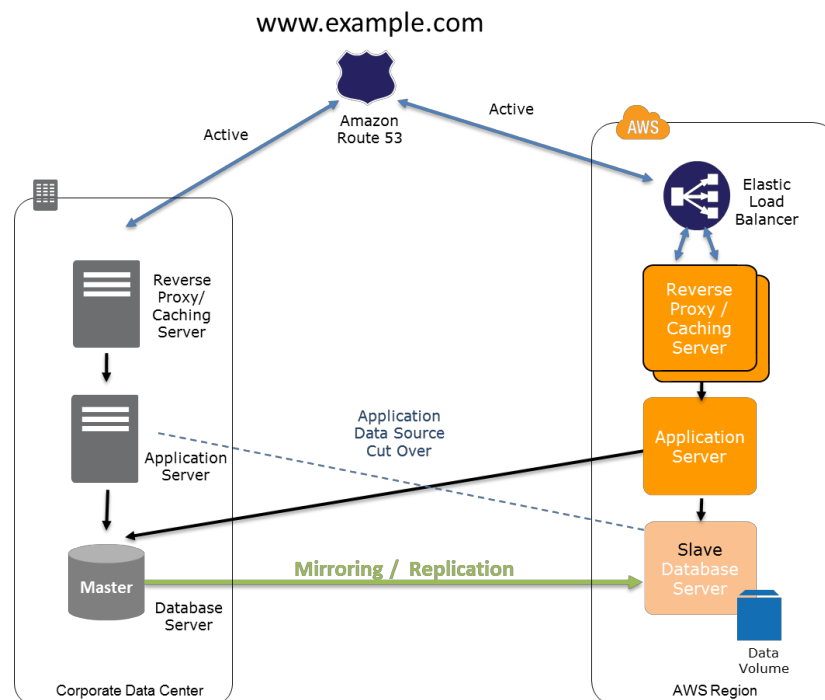 www.example.com
Amazon
Route 53
Active
Active
AWS
Elastic
Load
Balancer
Reverse
Proxy/
Caching
Server
Reverse
Proxy /
Caching
Server
Application
Data Source
Cut Over
Application
Server
Application
Server
Master
Database
Server
Mirroring / Replication
Slave
Database
Server
Data
Volume
Corporate Data Center
AWS Region